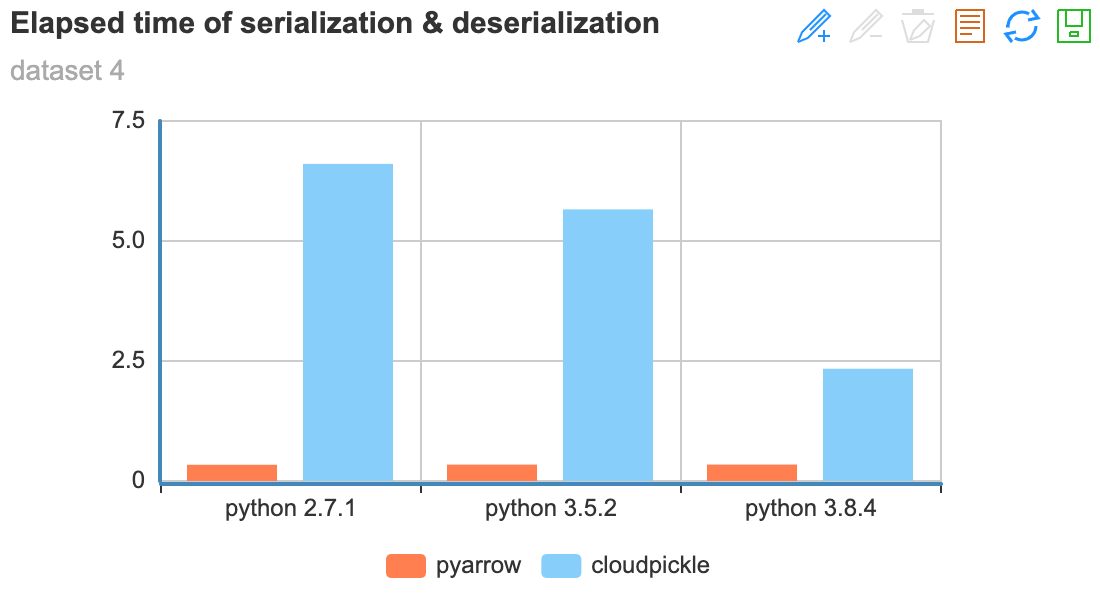 Elapsed time of serialization & deserialization
dataset 4
7.5
5.0
2.5
0
python 2.7.1 python 3.5.2 python 3.8.4
pyarrow cloudpickle